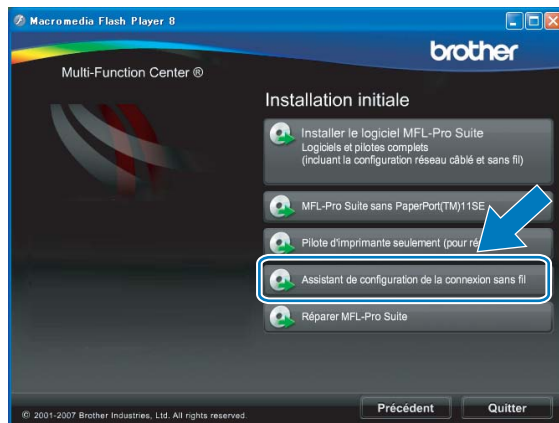 Macromedia Flash Player 8
brother
Multi-Function Center ®
Installation initiale
Installer le logiciel MFL-Pro Suite
Logiciels et pilotes complets
(incluant la configuration réseau câblé et sans fil)
MFL-Pro Suite sans PaperPort(TM)11SE
Pilote d'imprimante seulement (pour
Assistant de configuration de la connexion sans fil
Réparer MFL-Pro Suite
© 2001-2007 Brother Industries, Ltd. All rights reserved.
Précédent
Quitter